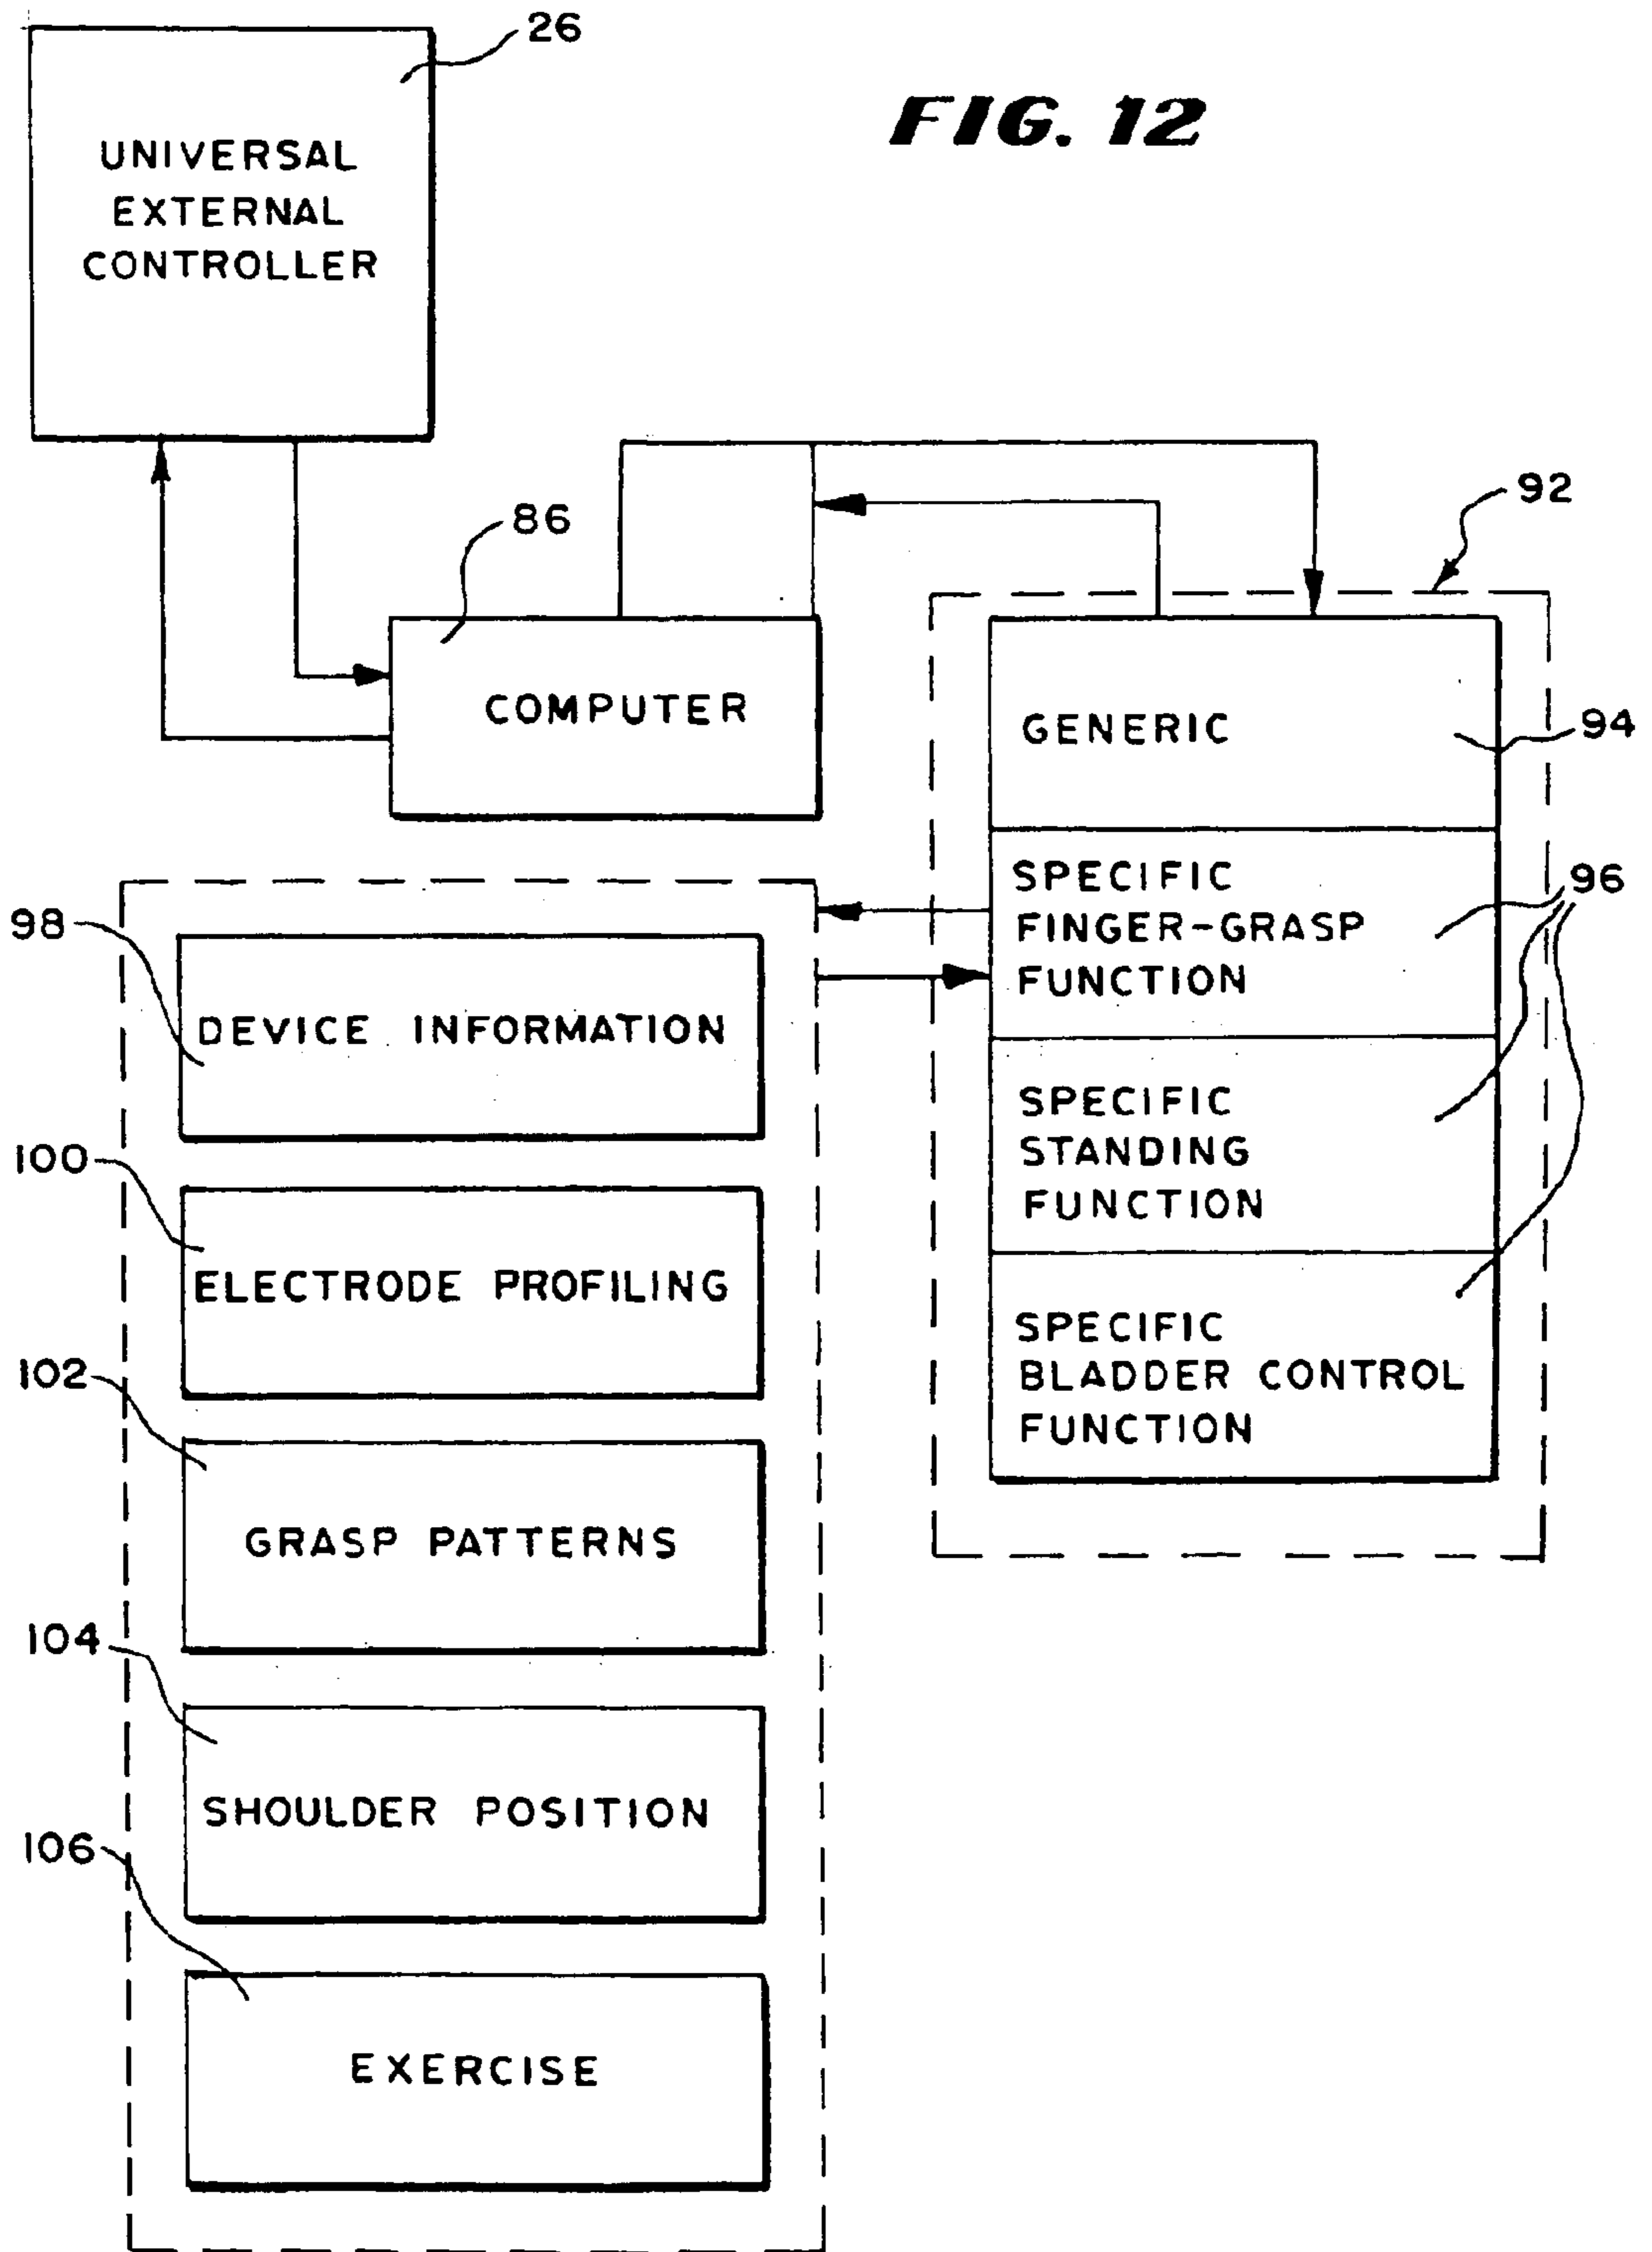 26
FIG. 12
UNIVERSAL
EXTERNAL
CONTROLLER
92
86
COMPUTER
GENERIC
94
SPECIFIC
FINGER-GRASP
FUNCTION
96
SPECIFIC
STANDING
FUNCTION
SPECIFIC
BLADDER CONTROL
FUNCTION
98
DEVICE INFORMATION
100
ELECTRODE PROFILING
102
GRASP PATTERNS
104
SHOULDER POSITION
106
EXERCISE